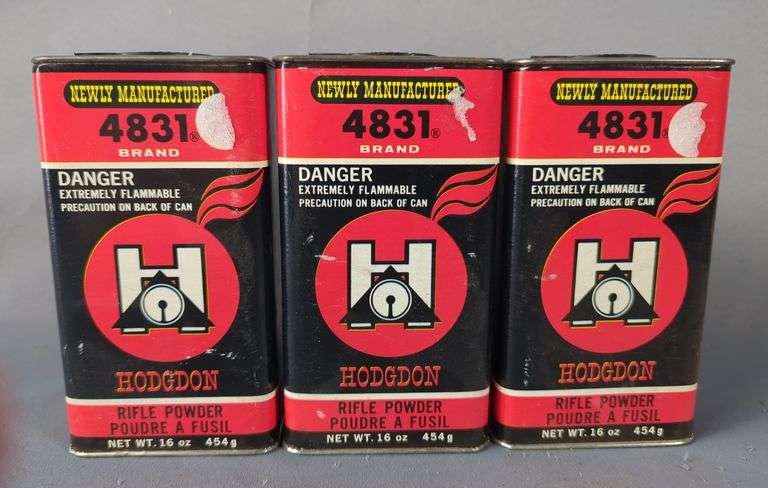 NEWLY MANUFACTURED
4831®
BRAND
DANGER
EXTREMELY FLAMMABLE
PRECAUTION ON BACK OF CAN
H
HODGDON
RIFLE POWDER
POUDRE A FUSIL
NET WT. 16 oz 454g
NEWLY MANUFACTURED
4831®
BRAND
DANGER
EXTREMELY FLAMMABLE
PRECAUTION ON BACK OF CAN
H
HODGDON
RIFLE POWDER
POUDRE A FUSIL
NET WT. 16 oz 454g
NEWLY MANUFACTURED
4831®
BRAND
DANGER
EXTREMELY FLAMMABLE
PRECAUTION ON BACK OF CAN
H
HODGDON
RIFLE POWDER
POUDRE A FUSIL
NET WT. 16 oz 454g